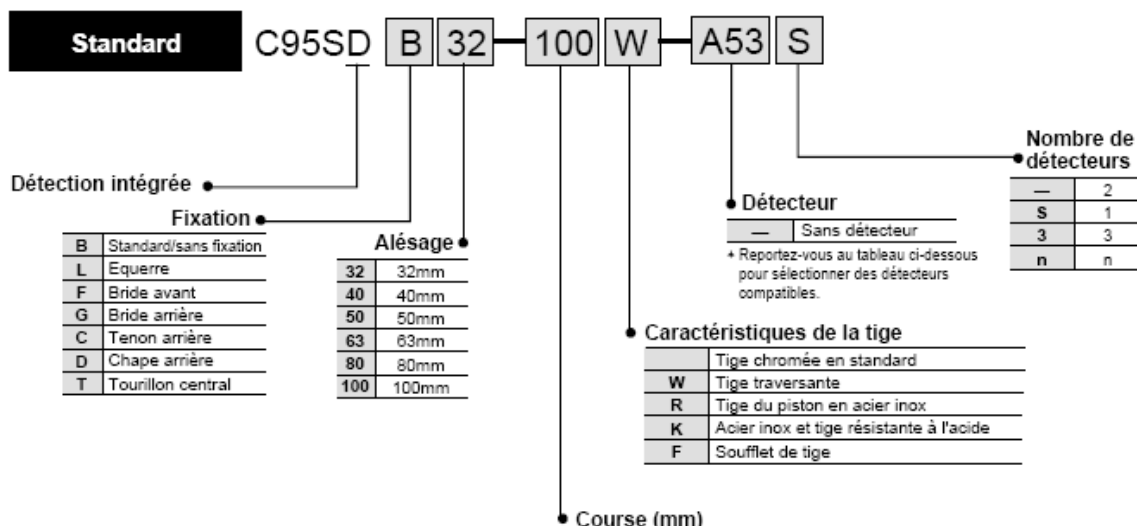 Standard C95SD B 32 - 100 W - A53 S
Détection intégrée
Fixation
B Standard/sans fixation
L Equerre
F Bride avant
G Bride arrière
C Tenon arrière
D Chape arrière
T Tourillon central
Alésage
32 32mm
40 40mm
50 50mm
63 63mm
80 80mm
100 100mm
Course (mm)
Caractéristiques de la tige
Tige chromée en standard
W Tige traversante
R Tige du piston en acier inox
K Acier inox et tige résistante à l'acide
F Soufflet de tige
Détecteur
— Sans détecteur
* Reportez-vous au tableau ci-dessous
pour sélectionner des détecteurs
compatibles.
Nombre de
détecteurs
— 2
S 1
3 3
n n